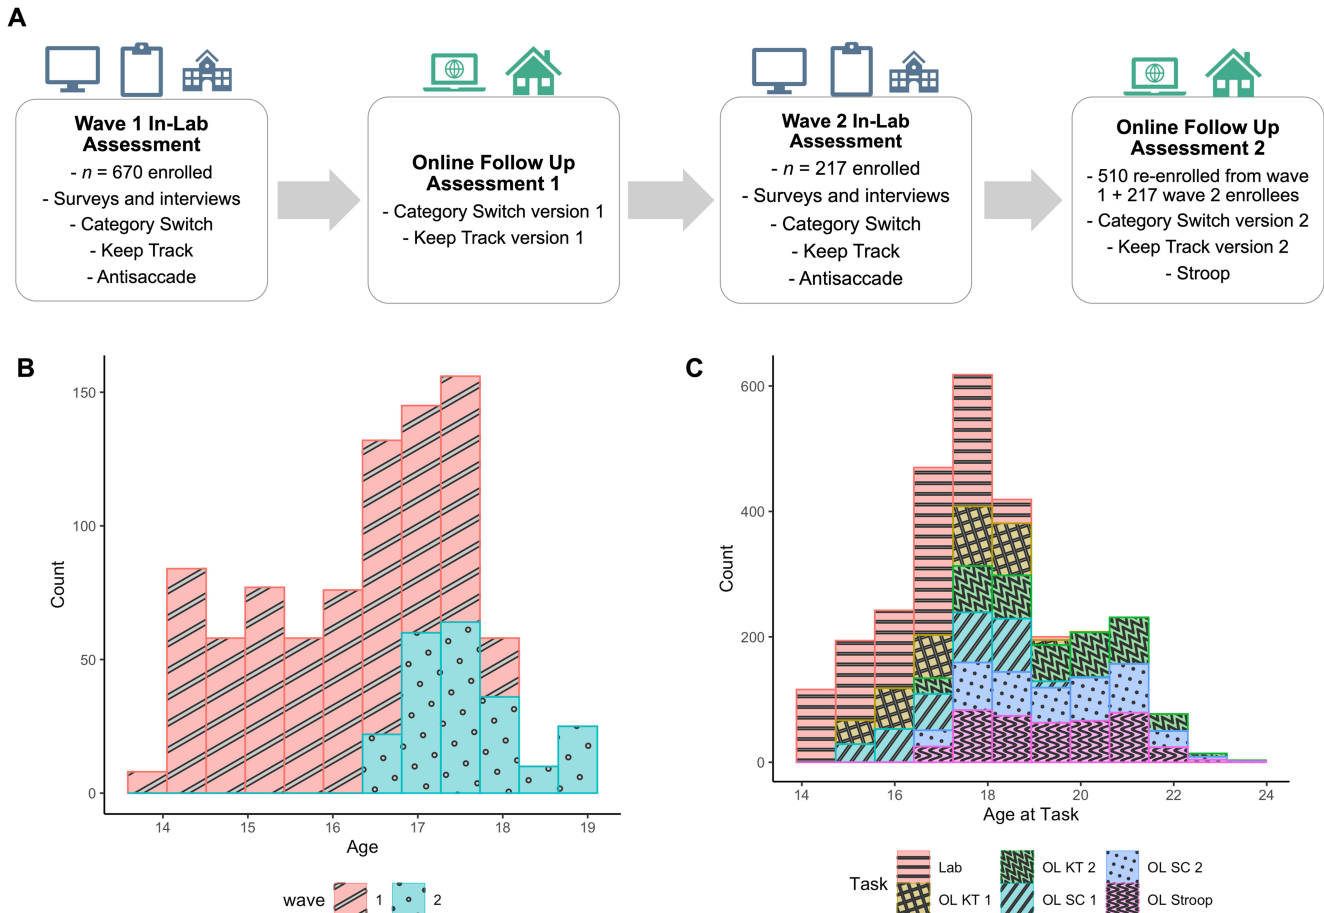 A
Wave 1 In-Lab
Assessment
- n = 670 enrolled
- Surveys and interviews
- Category Switch
- Keep Track
- Antisaccade
Online Follow Up
Assessment 1
- Category Switch version 1
- Keep Track version 1
Wave 2 In-Lab
Assessment
- n = 217 enrolled
- Surveys and interviews
- Category Switch
- Keep Track
- Antisaccade
Online Follow Up
Assessment 2
- 510 re-enrolled from wave
1 + 217 wave 2 enrollees
- Category Switch version 2
- Keep Track version 2
- Stroop
B
150
100
50
0
Count
14 15 16 17 18 19
Age
wave 1 2
C
600
400
200
0
Count
14 16 18 20 22 24
Age at Task
Task
Lab OL KT 2 OL SC 2
OL KT 1 OL SC 1 OL Stroop